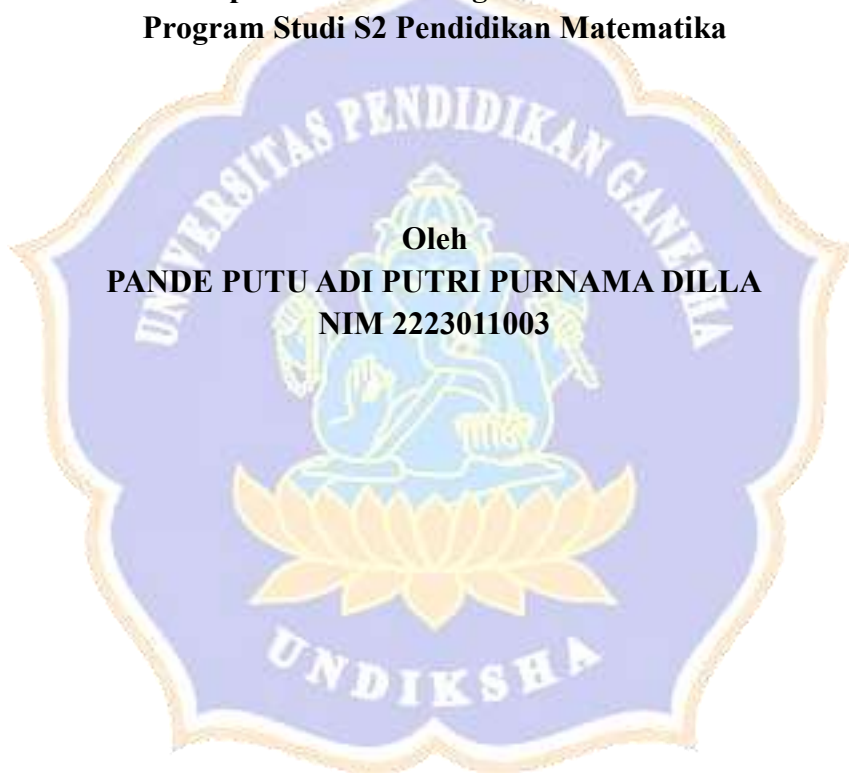 Program Studi S2 Pendidikan Matematika
UNIVERSITAS PENDIDIKAN GANESHA
Oleh
PANDE PUTU ADI PUTRI PURNAMA DILLA
NIM 2223011003
UNDIKSHA